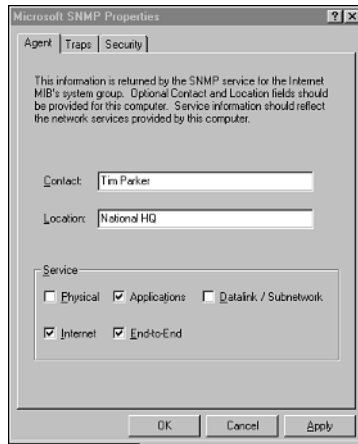 Microsoft SNMP Properties
Agent Traps Security
This information is returned by the SNMP service for the Internet
MIB's system group. Optional Contact and Location fields should
be provided for this computer. Service information should reflect
the network services provided by this computer.
Contact: Tim Parker
Location: National HQ
Service
Physical Applications Datalink / Subnetwork
Internet End-to-End
OK Cancel Apply